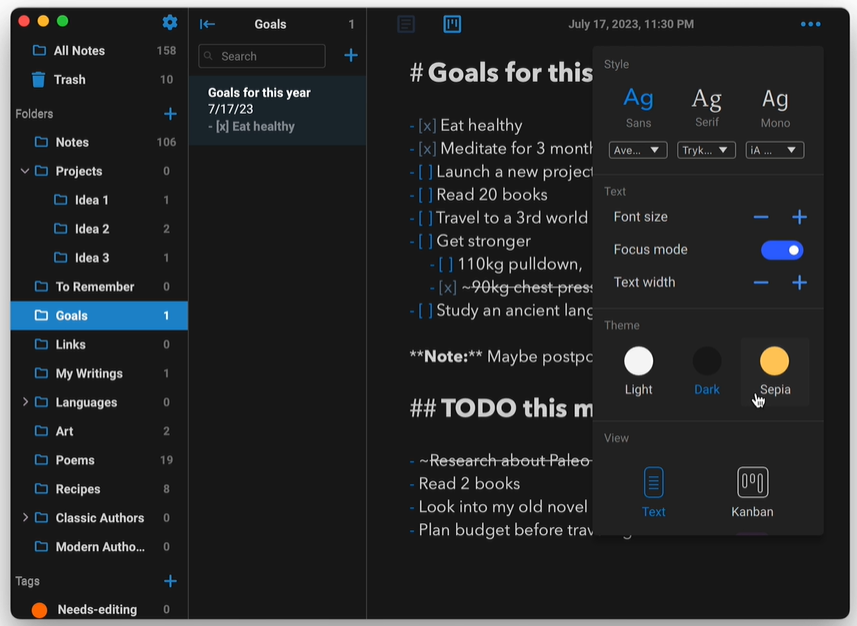 All Notes 158
Trash 10
Folders
Notes 106
Projects 0
Idea 1 1
Idea 2 2
Idea 3 1
To Remember 0
Goals 1
Links 0
My Writings 1
Languages 0
Art 2
Poems 19
Recipes 8
Classic Authors 0
Modern Autho... 0
Tags
Needs-editing 0
Goals 1
Search
Goals for this year
7/17/23
- [x] Eat healthy
July 17, 2023, 11:30 PM
# Goals for this
- [x] Eat healthy
- [x] Meditate for 3 month
- [ ] Launch a new project
- [ ] Read 20 books
- [ ] Travel to a 3rd world
- [ ] Get stronger
- [ ] 110kg pulldown,
- [x] ~90kg chest press
- [ ] Study an ancient lang
**Note:** Maybe postpo
## TODO this m
- ~Research about Paleo
- Read 2 books
- Look into my old novel
- Plan budget before trav
Style
Ag Ag Ag
Sans Serif Mono
Ave... Tryk... iA ...
Text
Font size
Focus mode
Text width
Theme
Light Dark Sepia
View
Text Kanban